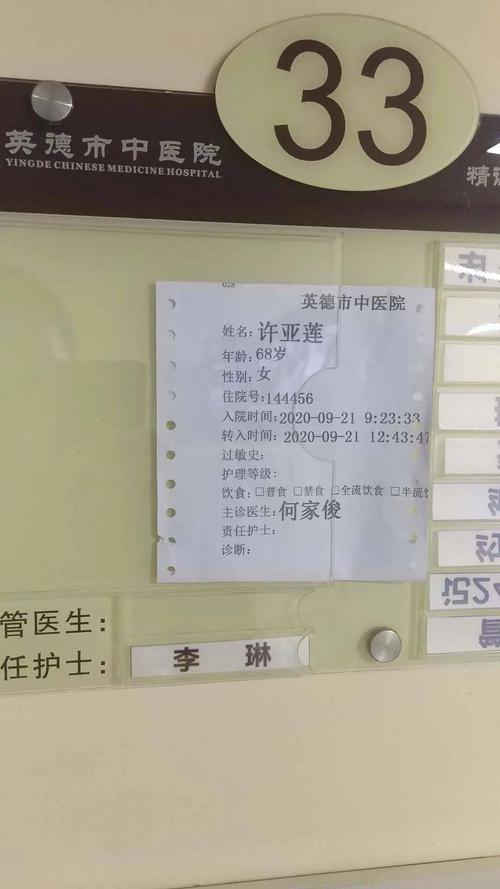 33
英德市中医院
YINGDE CHINESE MEDICINE HOSPITAL
精
028
英德市中医院
姓名: 许亚莲
年龄: 68岁
性别: 女
住院号: 144456
入院时间: 2020-09-21 9:23:33
转入时间: 2020-09-21 12:43:47
过敏史:
护理等级:
饮食: □普食 □禁食 □全流饮食 □半流饮
主诊医生: 何家俊
责任护士:
诊断:
管医生:
任护士: 李 琳
记24